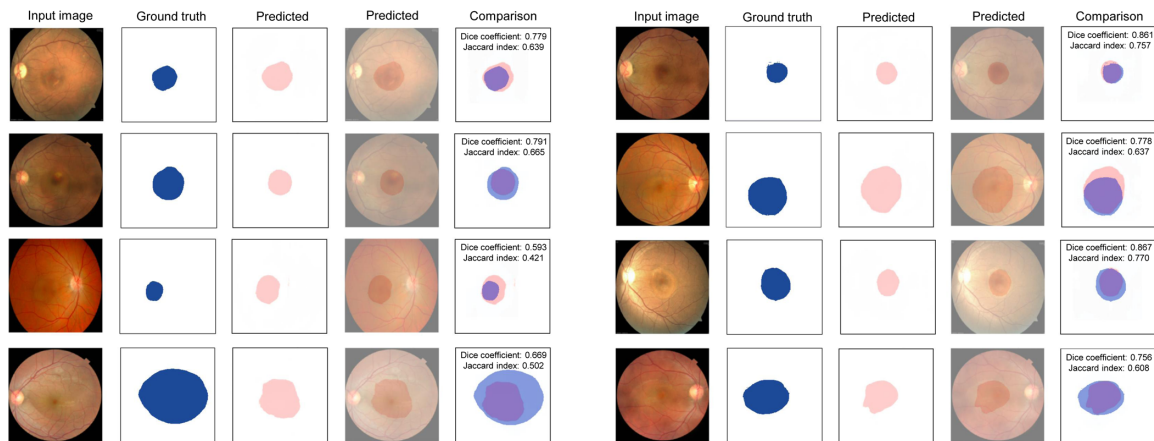 Input image Ground truth Predicted Predicted Comparison
Dice coefficient: 0.779
Jaccard index: 0.639
Dice coefficient: 0.791
Jaccard index: 0.665
Dice coefficient: 0.593
Jaccard index: 0.421
Dice coefficient: 0.669
Jaccard index: 0.502
Input image Ground truth Predicted Predicted Comparison
Dice coefficient: 0.861
Jaccard index: 0.757
Dice coefficient: 0.778
Jaccard index: 0.637
Dice coefficient: 0.867
Jaccard index: 0.770
Dice coefficient: 0.756
Jaccard index: 0.608